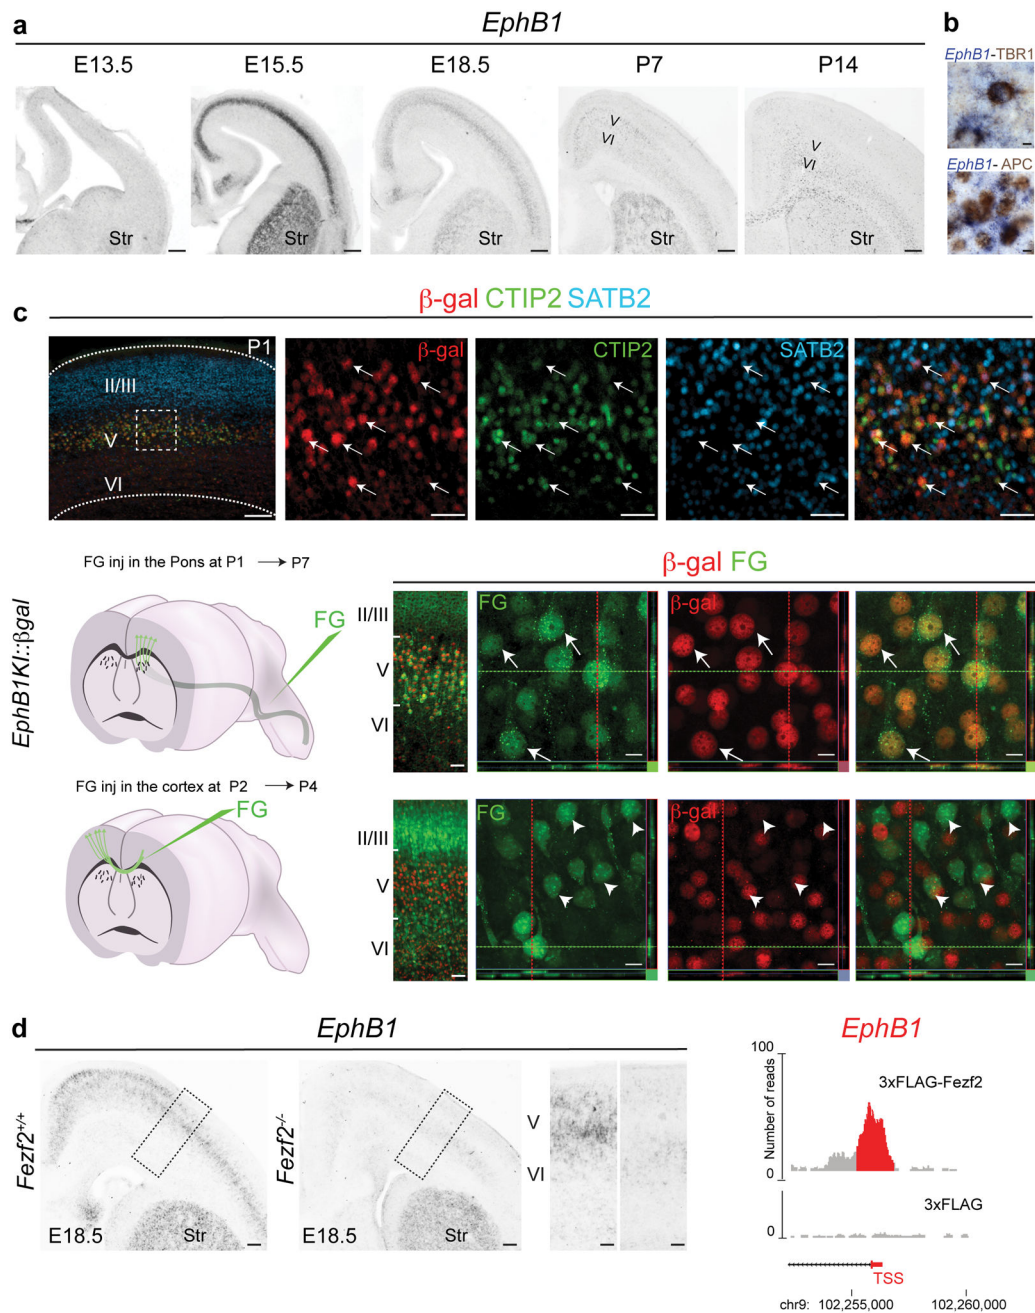 a
EphB1
E13.5 E15.5 E18.5 P7 P14
V
VI
V
VI
Str Str Str Str Str
b
EphB1-TBR1
EphB1-APC
c
β-gal CTIP2 SATB2
P1
II/III
V
VI
β-gal
CTIP2
SATB2
EphB1KI::βgal
FG inj in the Pons at P1 → P7
FG
β-gal FG
II/III
V
VI
FG
β-gal
FG inj in the cortex at P2 → P4
FG
II/III
V
VI
FG
β-gal
d
EphB1
Fezf2+/+
E18.5 Str
Fezf2-/-
E18.5 Str
V
VI
EphB1
Number of reads
100
0
3xFLAG-Fezf2
0
3xFLAG
TSS
chr9: 102,255,000 102,260,000